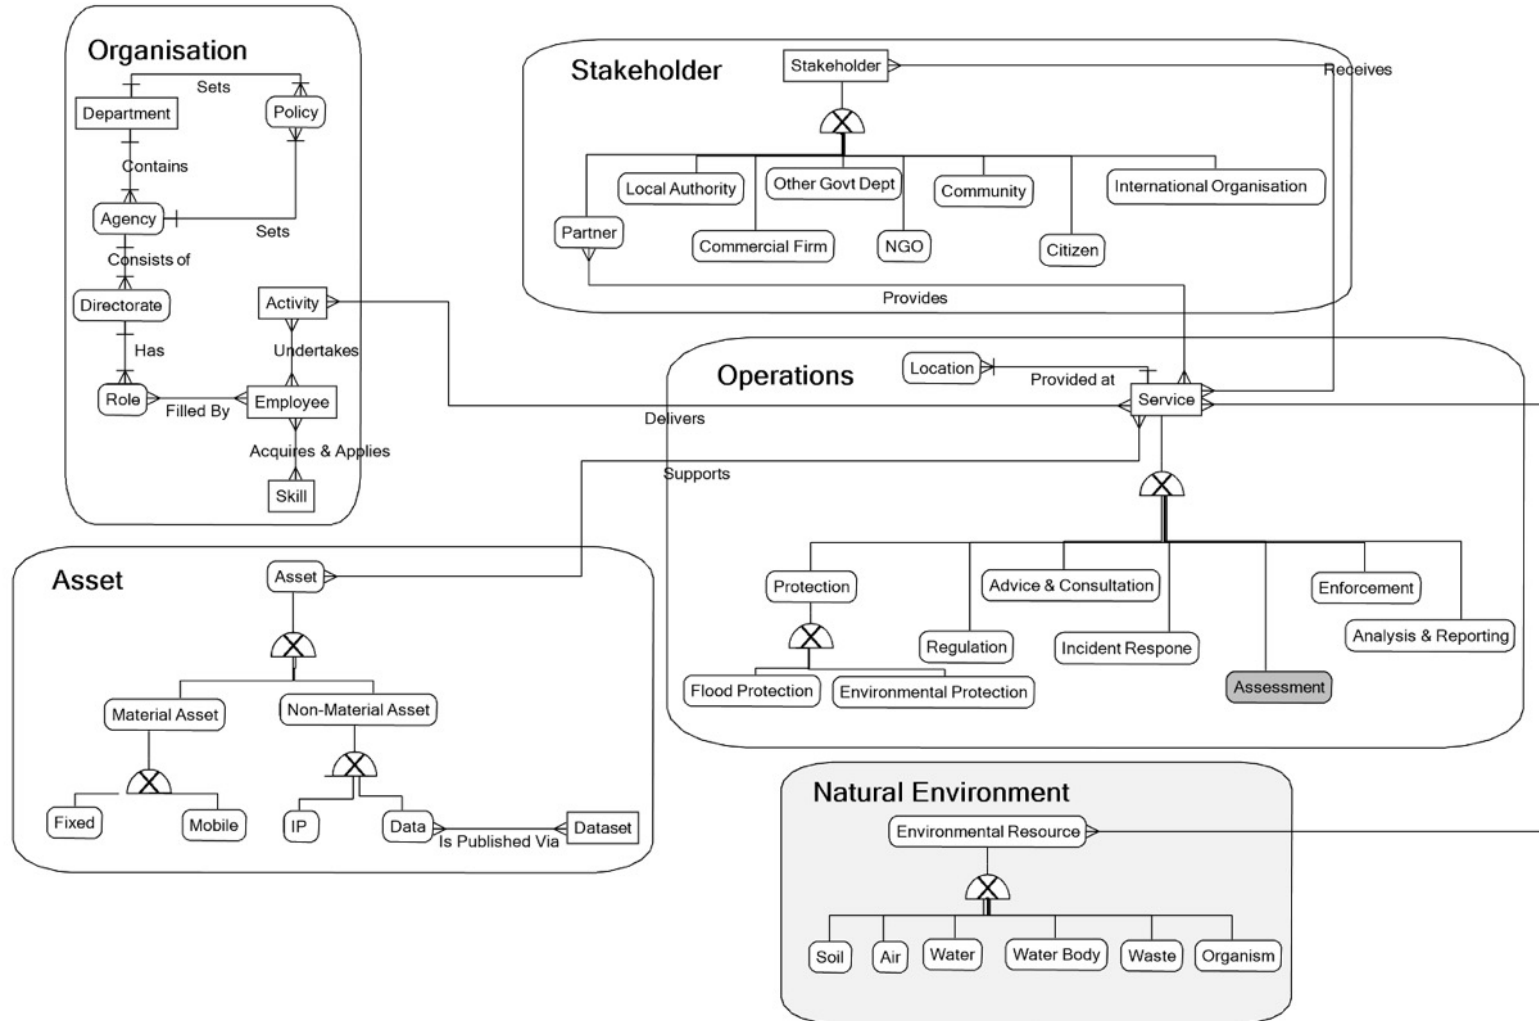 Organisation
Sets
Department
Policy
Contains
Agency
Sets
Consists of
Directorate
Activity
Has
Undertakes
Role
Filled By
Employee
Acquires & Applies
Skill
Stakeholder
Stakeholder
Receives
Local Authority
Other Govt Dept
Community
International Organisation
Partner
Commercial Firm
NGO
Citizen
Provides
Operations
Location
Provided at
Service
Delivers
Supports
Protection
Advice & Consultation
Enforcement
Regulation
Incident Respone
Analysis & Reporting
Flood Protection
Environmental Protection
Assessment
Asset
Asset
Material Asset
Non-Material Asset
Fixed
Mobile
IP
Data
Is Published Via
Dataset
Natural Environment
Environmental Resource
Soil
Air
Water
Water Body
Waste
Organism